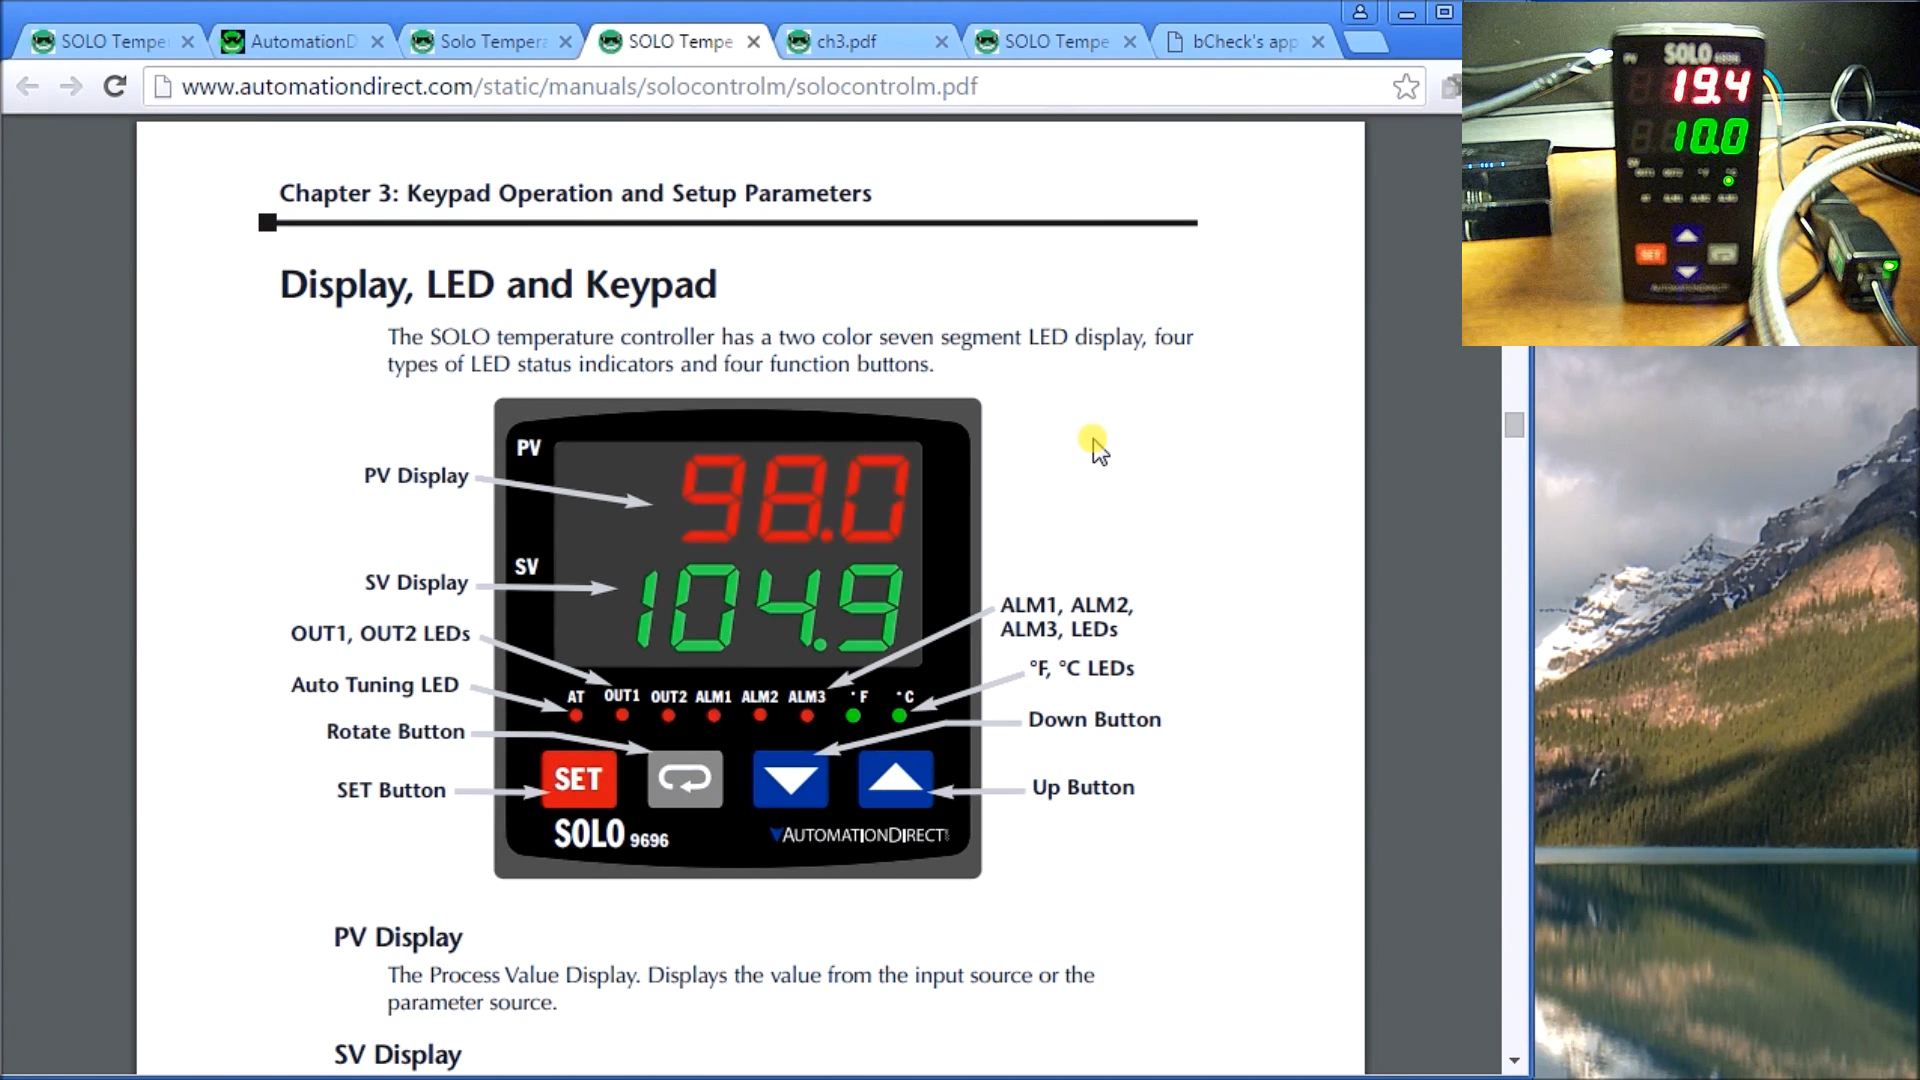 SOLO Tempe
AutomationD
Solo Tempera
SOLO Tempe
ch3.pdf
SOLO Tempe
bCheck's app
www.automationdirect.com/static/manuals/solocontrolm/solocontrolm.pdf
Chapter 3: Keypad Operation and Setup Parameters
Display, LED and Keypad
The SOLO temperature controller has a two color seven segment LED display, four
types of LED status indicators and four function buttons.
PV
98.0
PV Display
SV
104.9
SV Display
OUT1, OUT2 LEDs
Auto Tuning LED
Rotate Button
SET Button
ALM1, ALM2,
ALM3, LEDs
°F, °C LEDs
Down Button
Up Button
AT OUT1 OUT2 ALM1 ALM2 ALM3 °F °C
SET
SOLO 9696
AUTOMATIONDIRECT
PV Display
The Process Value Display. Displays the value from the input source or the
parameter source.
SV Display
PV
SOLO
19.4
10.0
SV
SET
AUTOMATIONDIRECT